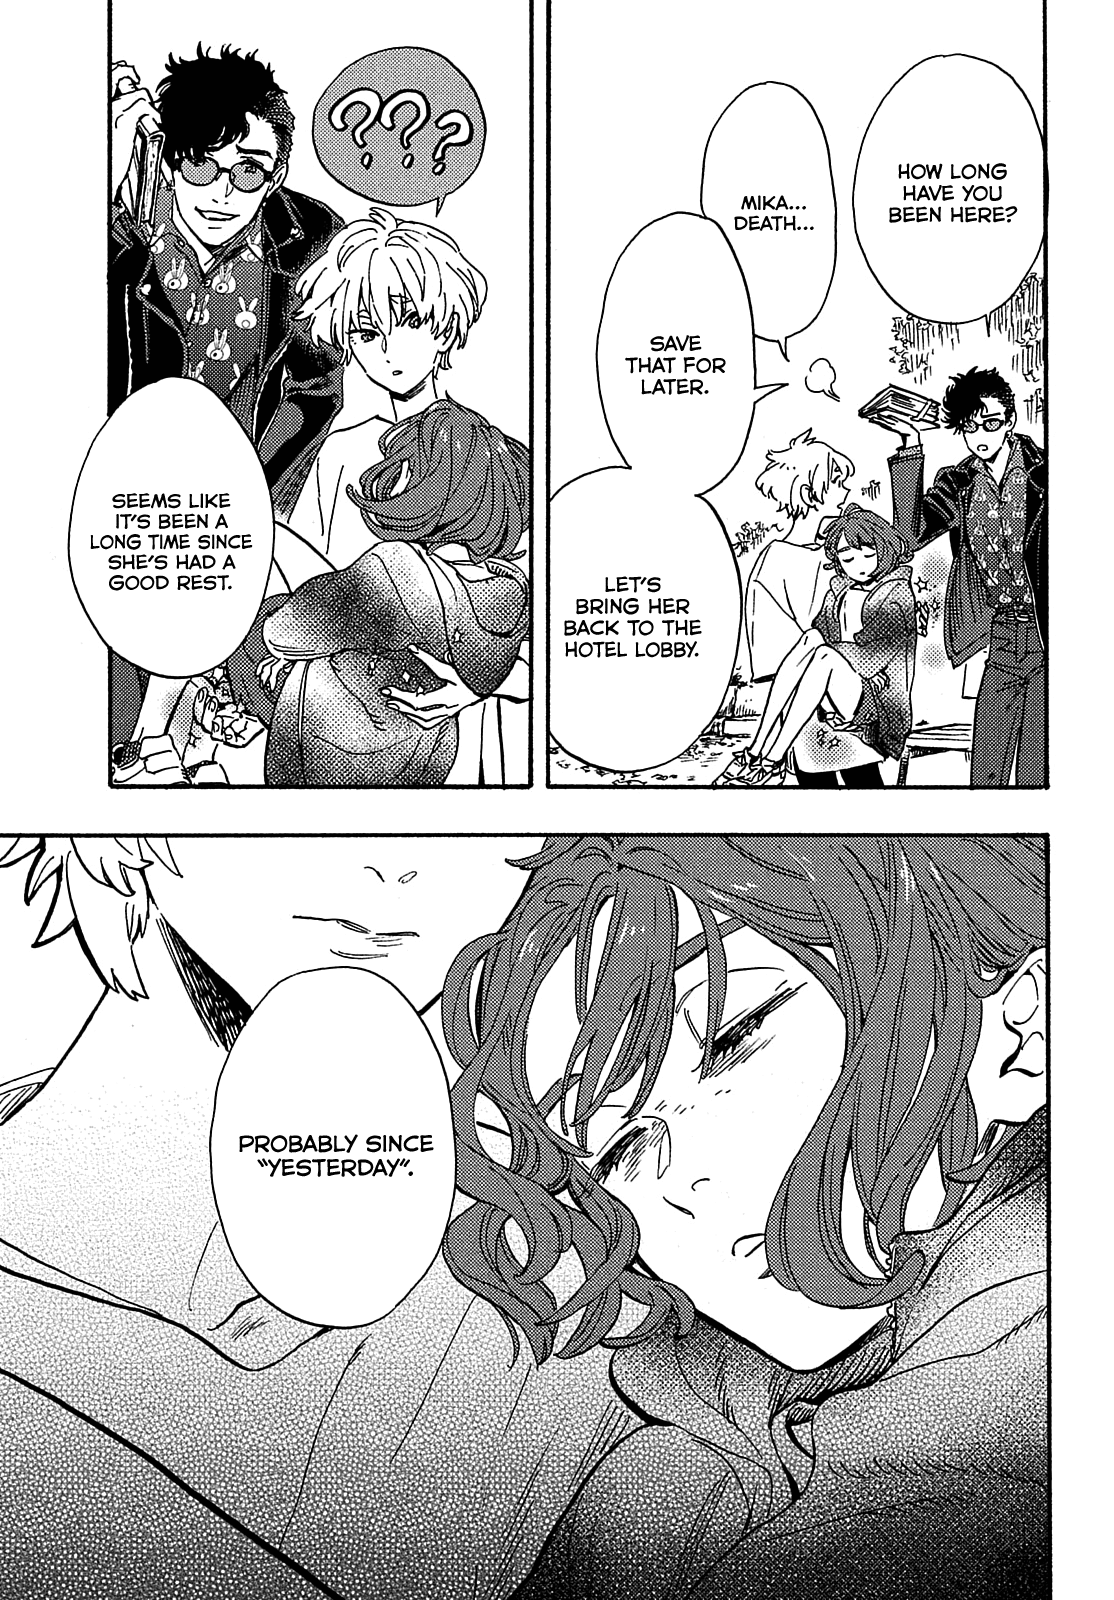 HOW LONG
HAVE YOU
BEEN HERE?
MIKA...
DEATH...
SAVE
THAT FOR
LATER.
LET'S
BRING HER
BACK TO THE
HOTEL LOBBY.
???
SEEMS LIKE
IT'S BEEN A
LONG TIME SINCE
SHE'S HAD A
GOOD REST.
PROBABLY SINCE
"YESTERDAY".